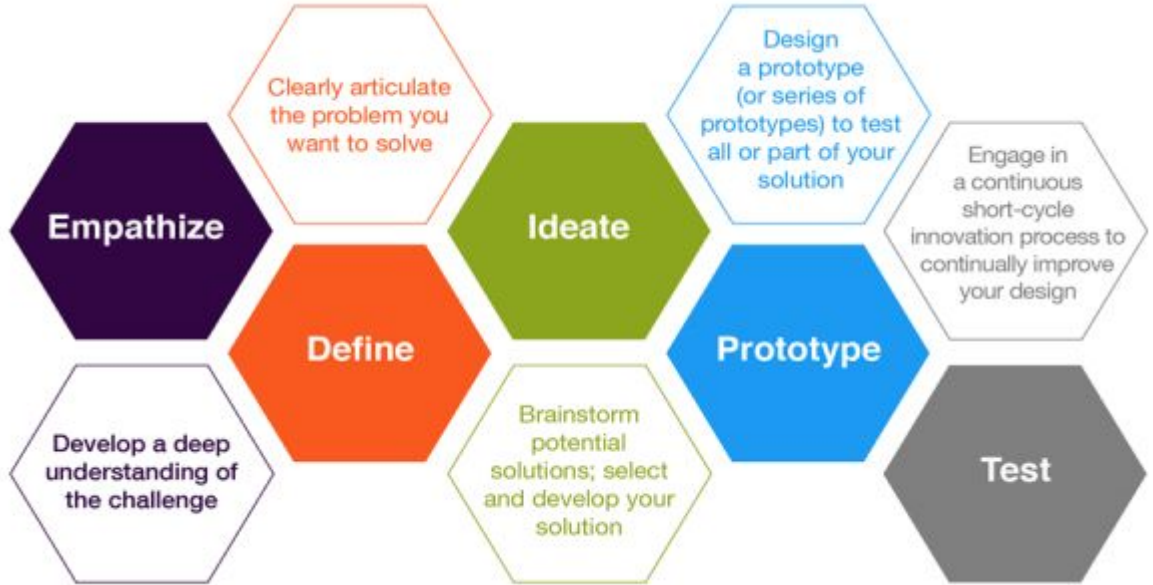 Empathize
Develop a deep
understanding of
the challenge
Clearly articulate
the problem you
want to solve
Define
Ideate
Brainstorm
potential
solutions; select
and develop your
solution
Design
a prototype
(or series of
prototypes) to test
all or part of your
solution
Prototype
Engage in
a continuous
short-cycle
innovation process to
continually improve
your design
Test